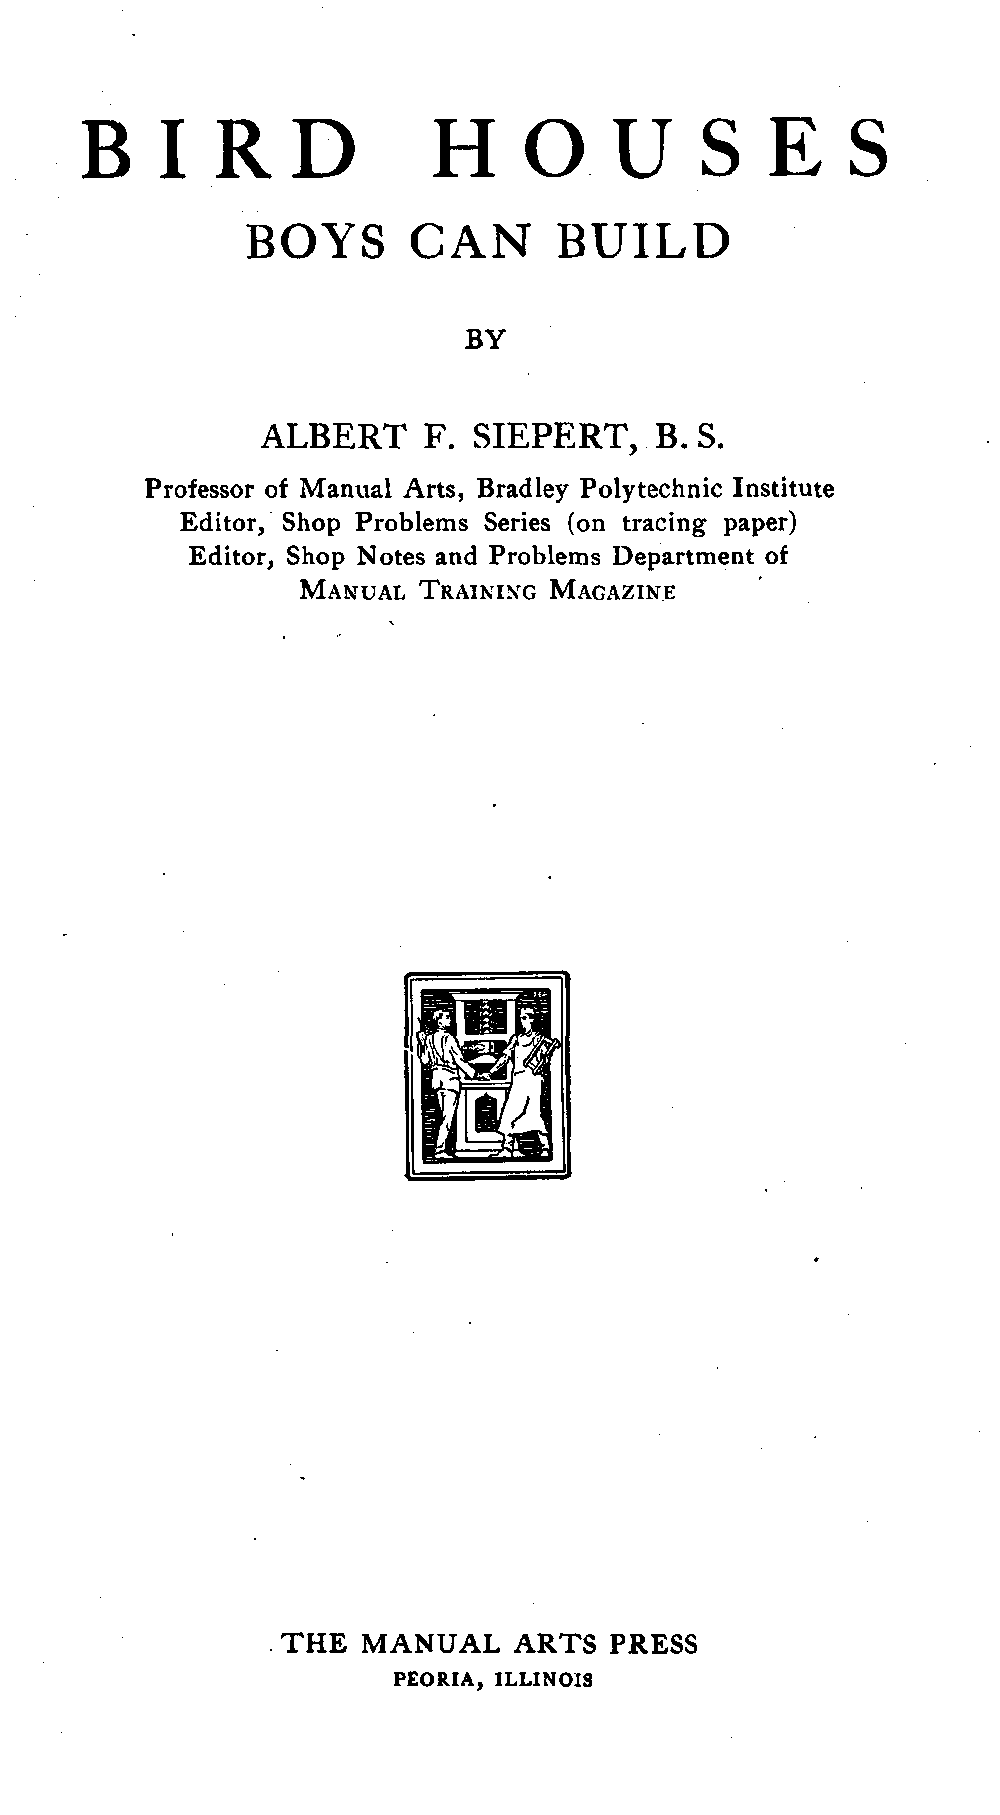 BIRD HOUSES
BOYS CAN BUILD
BY
ALBERT F. SIEPERT, B. S.
Professor of Manual Arts, Bradley Polytechnic Institute
Editor, Shop Problems Series (on tracing paper)
Editor, Shop Notes and Problems Department of
MANUAL TRAINING MAGAZINE
THE MANUAL ARTS PRESS
PEORIA, ILLINOIS